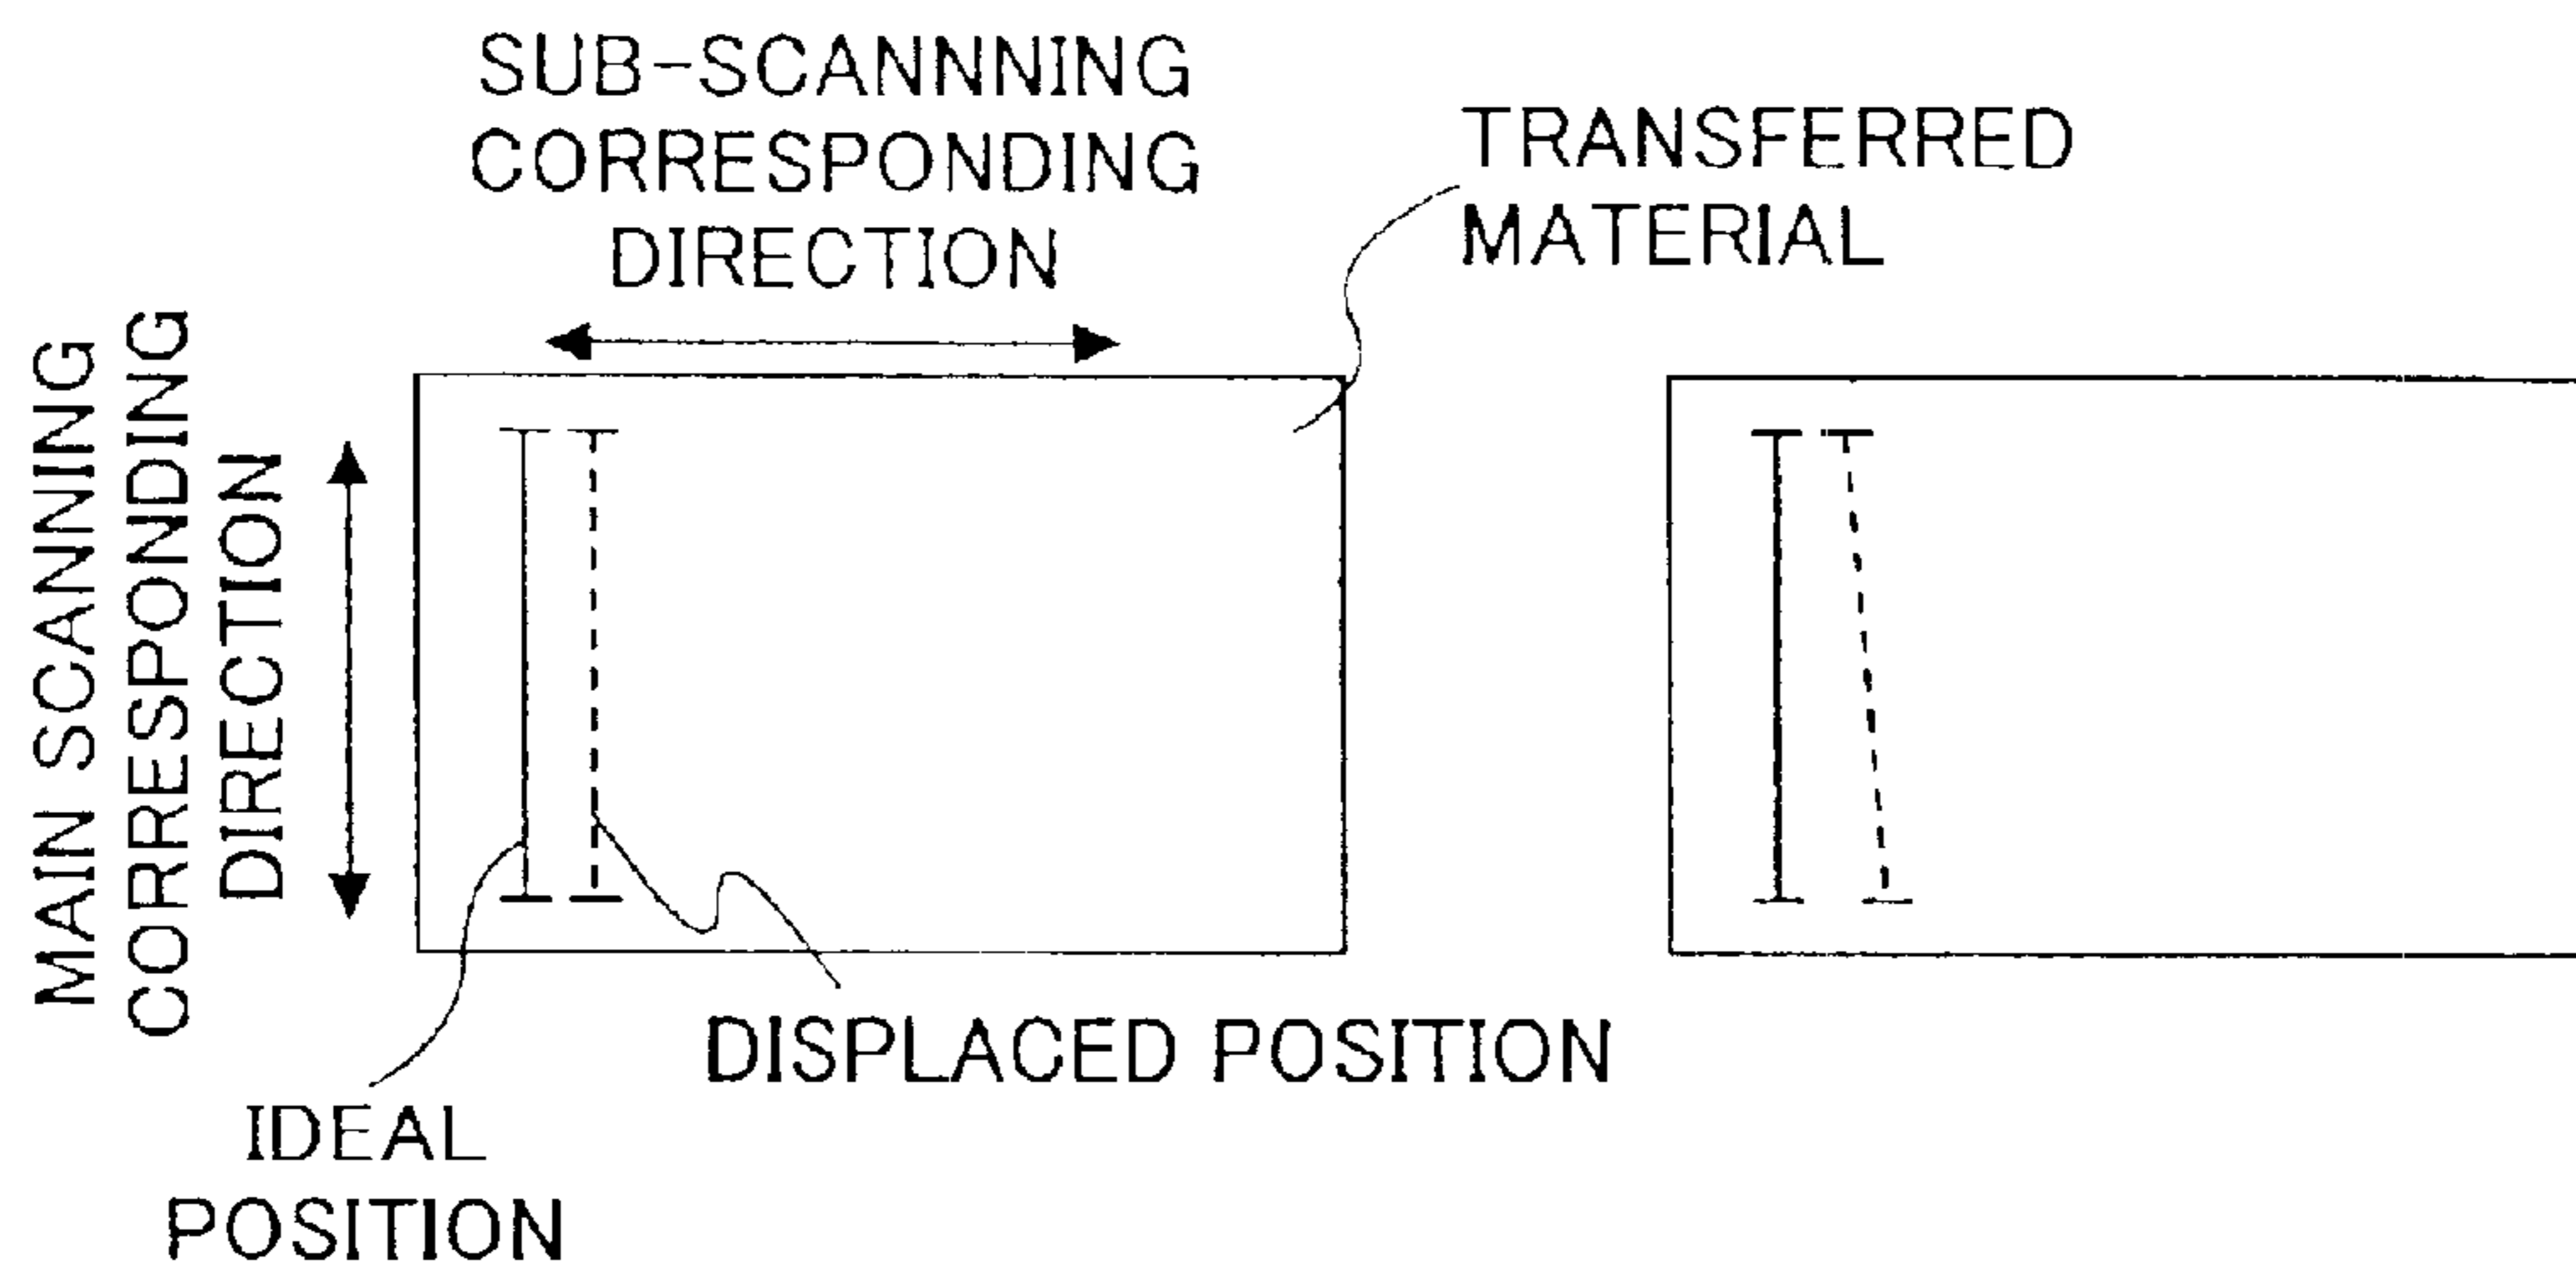 SUB-SCANNNING
CORRESPONDING
DIRECTION
TRANSFERRED
MATERIAL
MAIN SCANNING
CORRESPONDING
DIRECTION
DISPLACED POSITION
IDEAL
POSITION